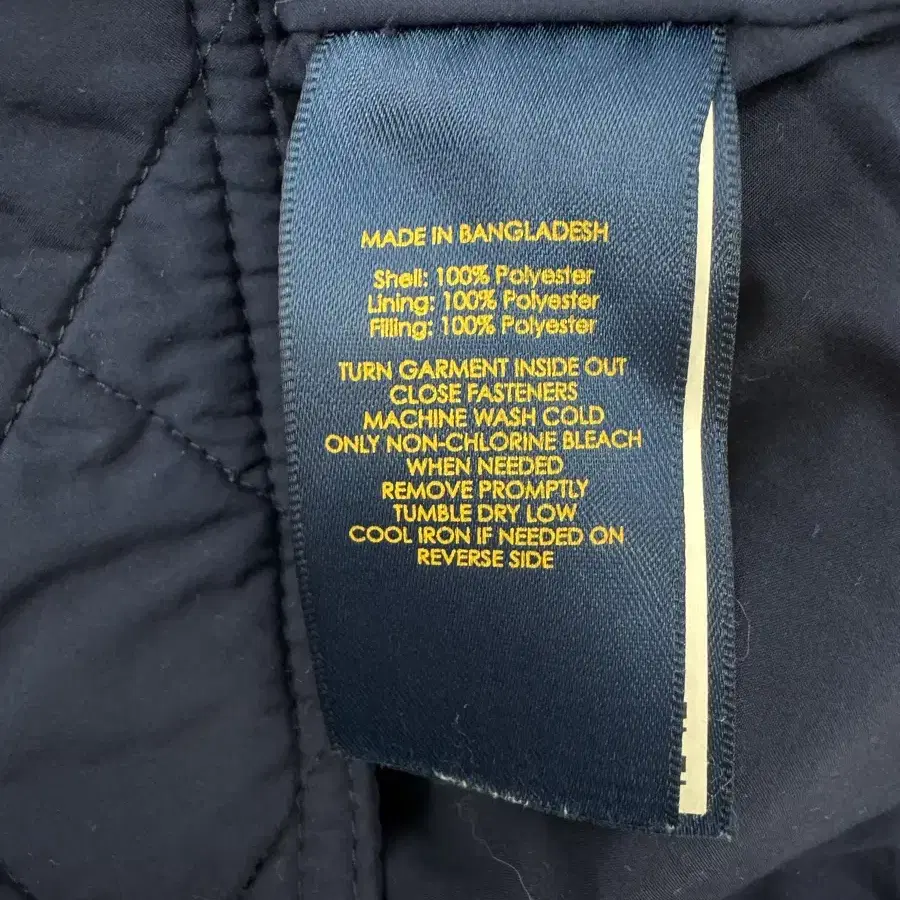 MADE IN BANGLADESH
Shell: 100% Polyester
Lining: 100% Polyester
Filling: 100% Polyester
TURN GARMENT INSIDE OUT
CLOSE FASTENERS
MACHINE WASH COLD
ONLY NON-CHLORINE BLEACH
WHEN NEEDED
REMOVE PROMPTLY
TUMBLE DRY LOW
COOL IRON IF NEEDED ON
REVERSE SIDE